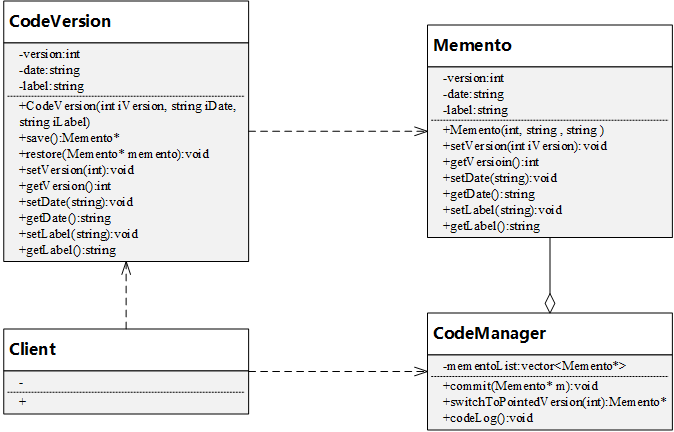 CodeVersion
-version:int
-date:string
-label:string
+CodeVersion(int iVersion, string iDate,
string iLabel)
+save():Memento*
+restore(Memento* memento):void
+setVersion(int):void
+getVersion():int
+setDate(string):void
+getDate():string
+setLabel(string):void
+getLabel():string
Memento
-version:int
-date:string
-label:string
+Memento(int, string , string )
+setVersion(int iVersion):void
+getVersioin():int
+setDate(string):void
+getDate():string
+setLabel(string):void
+getLabel():string
Client
-
+
CodeManager
-mementoList:vector<Memento*>
+commit(Memento* m):void
+switchToPointedVersion(int):Memento*
+codeLog():void